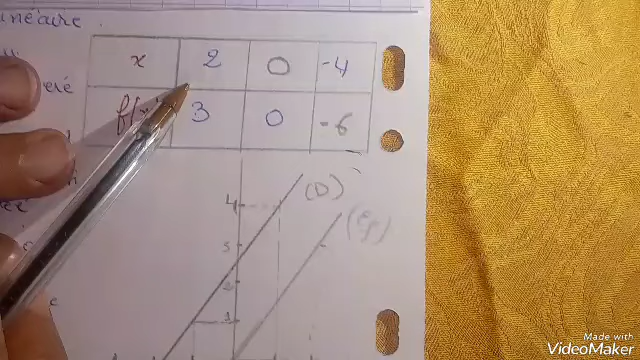 linéaire.
x 2 0 -4
3 0 -6
4 (D)
3
2
1
Made with
VideoMaker